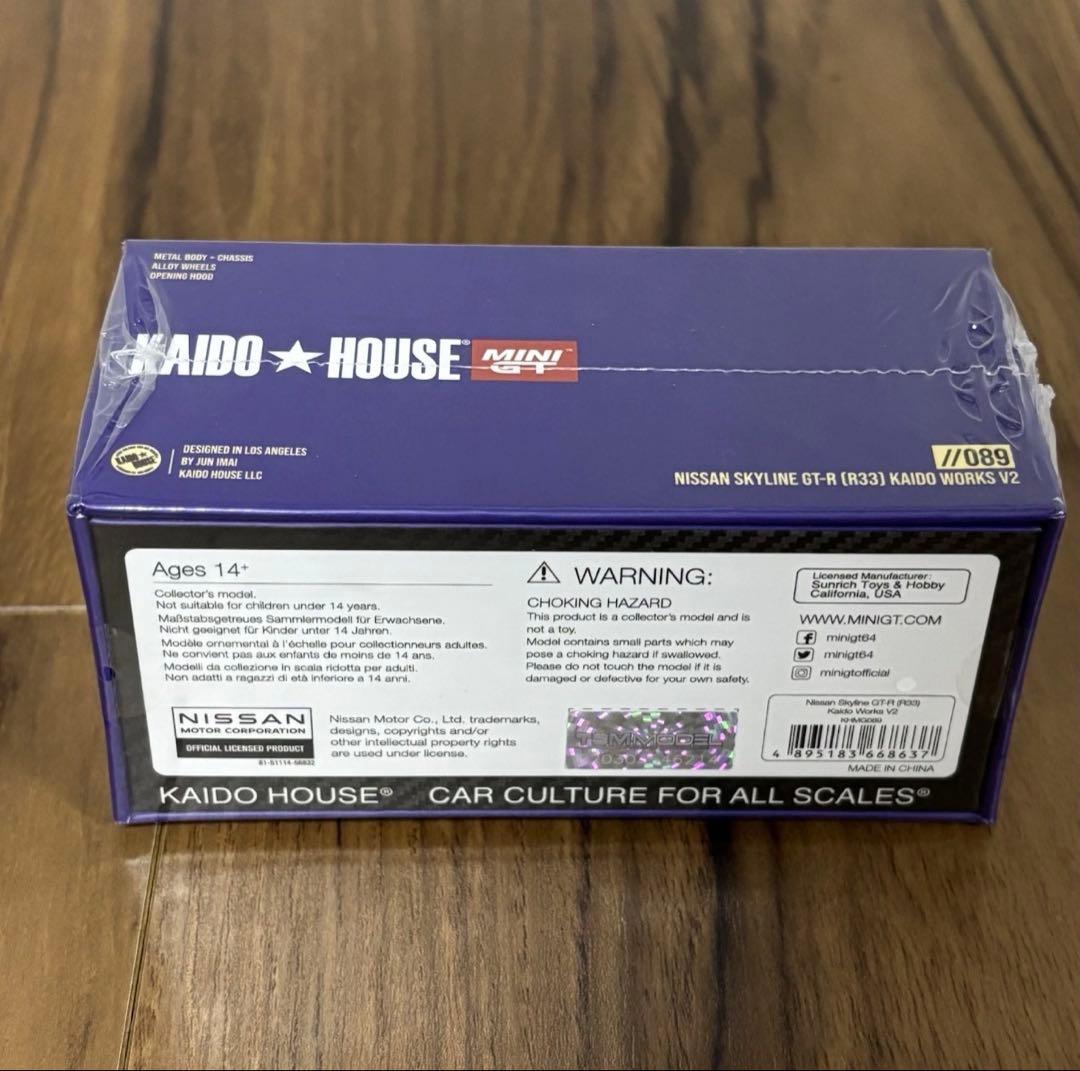 METAL BODY - CHASSIS
ALLOY WHEELS
OPENING HOOD
KAIDO★HOUSE® MINI GT™
DESIGNED IN LOS ANGELES
BY JUN IMAI
KAIDO HOUSE LLC
KAIDO HOUSE
//089
NISSAN SKYLINE GT-R (R33) KAIDO WORKS V2
Ages 14+
Collector's model.
Not suitable for children under 14 years.
Maßstabsgetreues Sammlermodell für Erwachsene.
Nicht geeignet für Kinder unter 14 Jahren.
Modèle ornemental à l'échelle pour collectionneurs adultes.
Ne convient pas aux enfants de moins de 14 ans.
Modelli da collezione in scala ridotta per adulti.
Non adatti a ragazzi di età inferiore a 14 anni.
WARNING:
CHOKING HAZARD
This product is a collector's model and is
not a toy.
Model contains small parts which may
pose a choking hazard if swallowed.
Please do not touch the model if it is
damaged or defective for your own safety.
Licensed Manufacturer:
Sunrich Toys & Hobby
California, USA
WWW.MINIGT.COM
minigt64
minigt64
minigtofficial
NISSAN
MOTOR CORPORATION
OFFICIAL LICENSED PRODUCT
Nissan Motor Co., Ltd. trademarks,
designs, copyrights and/or
other intellectual property rights
are used under license.
TSMMODEL
Nissan Skyline GT-R (R33)
Kaido Works V2
KHMG089
4 895183 668637
MADE IN CHINA
KAIDO HOUSE® CAR CULTURE FOR ALL SCALES®